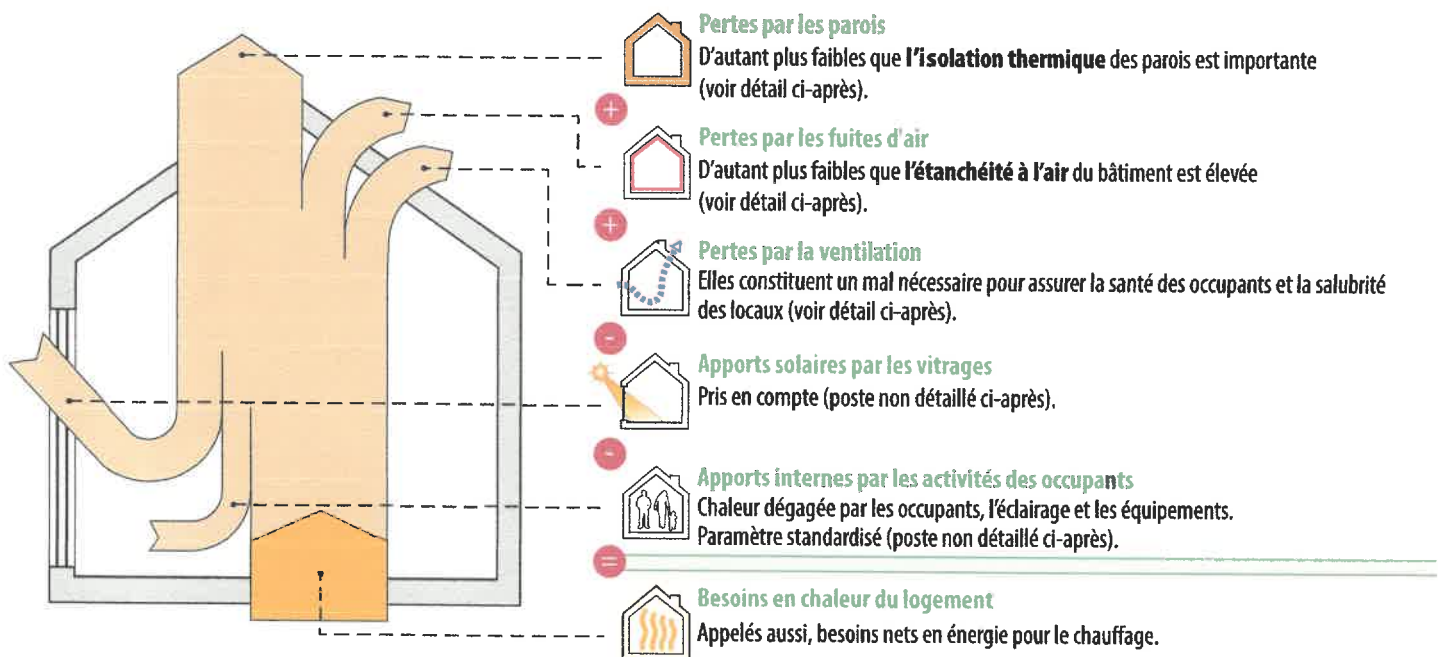 Pertes par les parois
D'autant plus faibles que l'isolation thermique des parois est importante
(voir détail ci-après).
+
Pertes par les fuites d'air
D'autant plus faibles que l'étanchéité à l'air du bâtiment est élevée
(voir détail ci-après).
+
Pertes par la ventilation
Elles constituent un mal nécessaire pour assurer la santé des occupants et la salubrité
des locaux (voir détail ci-après).
-
Apports solaires par les vitrages
Pris en compte (poste non détaillé ci-après).
-
Apports internes par les activités des occupants
Chaleur dégagée par les occupants, l'éclairage et les équipements.
Paramètre standardisé (poste non détaillé ci-après).
=
Besoins en chaleur du logement
Appelés aussi, besoins nets en énergie pour le chauffage.